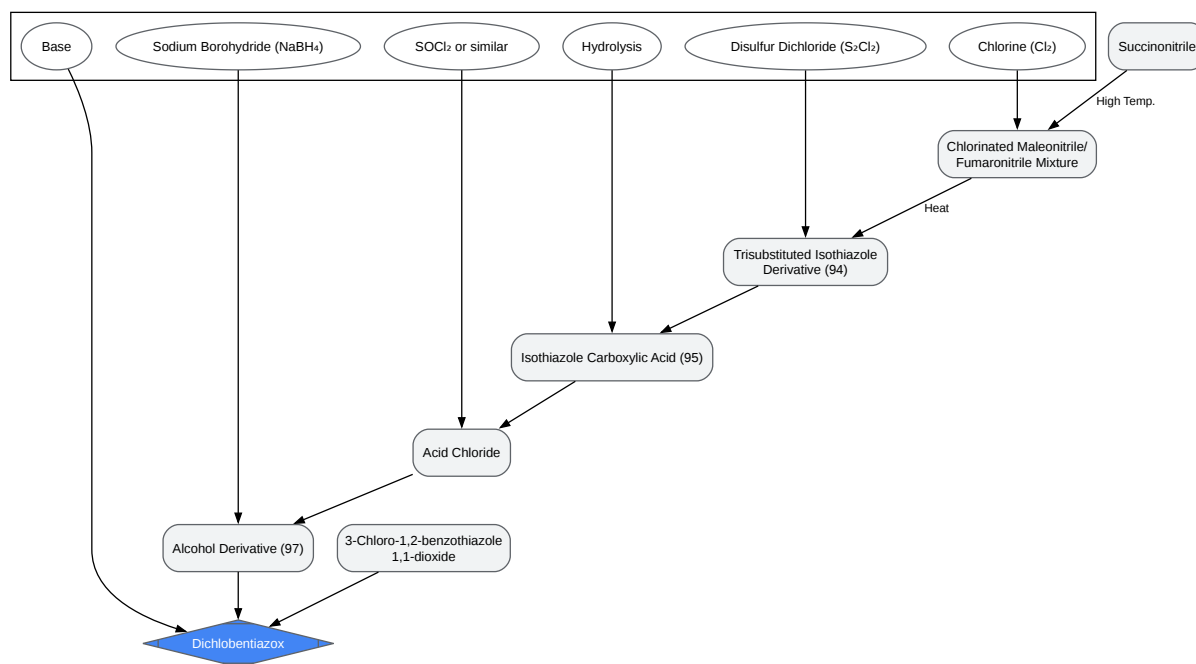 Base
Sodium Borohydride (NaBH₄)
SOCl₂ or similar
Hydrolysis
Disulfur Dichloride (S₂Cl₂)
Chlorine (Cl₂)
Succinonitrile
High Temp.
Chlorinated Maleonitrile/
Fumaronitrile Mixture
Heat
Trisubstituted Isothiazole
Derivative (94)
Isothiazole Carboxylic Acid (95)
Acid Chloride
Alcohol Derivative (97)
3-Chloro-1,2-benzothiazole
1,1-dioxide
Dichlobentiazox